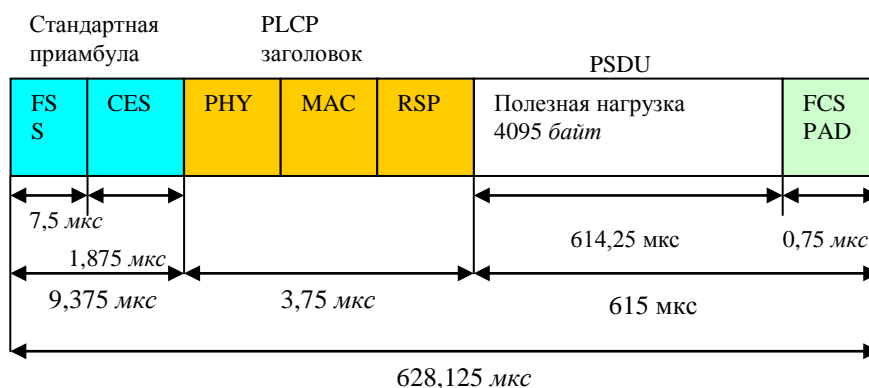 Стандартная
приамбула
PLCP
заголовок
PSDU
FS
S
CES
PHY
MAC
RSP
Полезная нагрузка
4095 байт
FCS
PAD
7,5 мкс
1,875 мкс
614,25 мкс
0,75 мкс
9,375 мкс
3,75 мкс
615 мкс
628,125 мкс